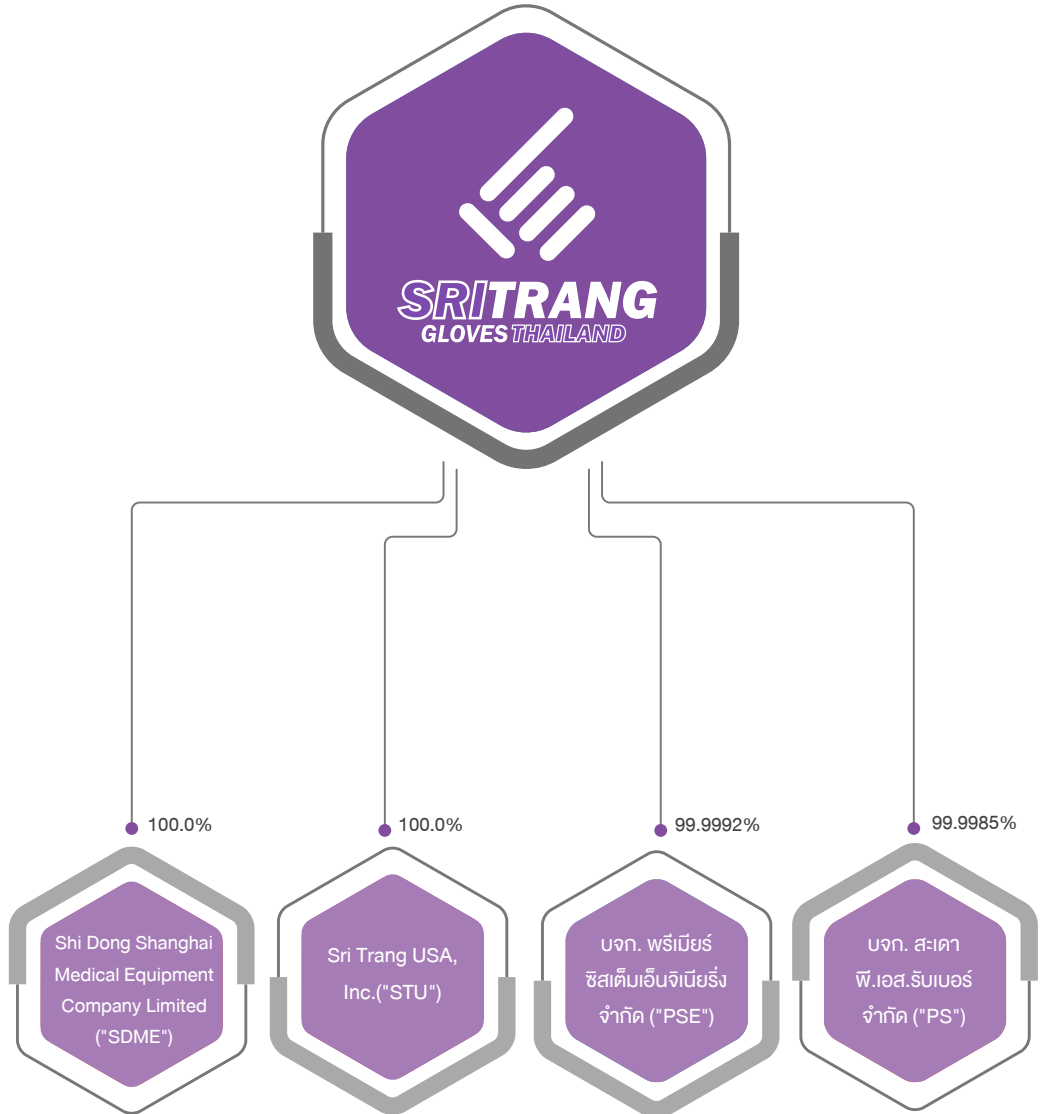 SRITRANG
GLOVES THAILAND
100.0%
100.0%
99.9992%
99.9985%
Shi Dong Shanghai
Medical Equipment
Company Limited
("SDME")
Sri Trang USA,
Inc.("STU")
บจก. พรีเมียร์
ซิสเต็มเอ็นจิเนียริ่ง
จำกัด ("PSE")
บจก. สะเดา
พี.เอส.รับเบอร์
จำกัด ("PS")